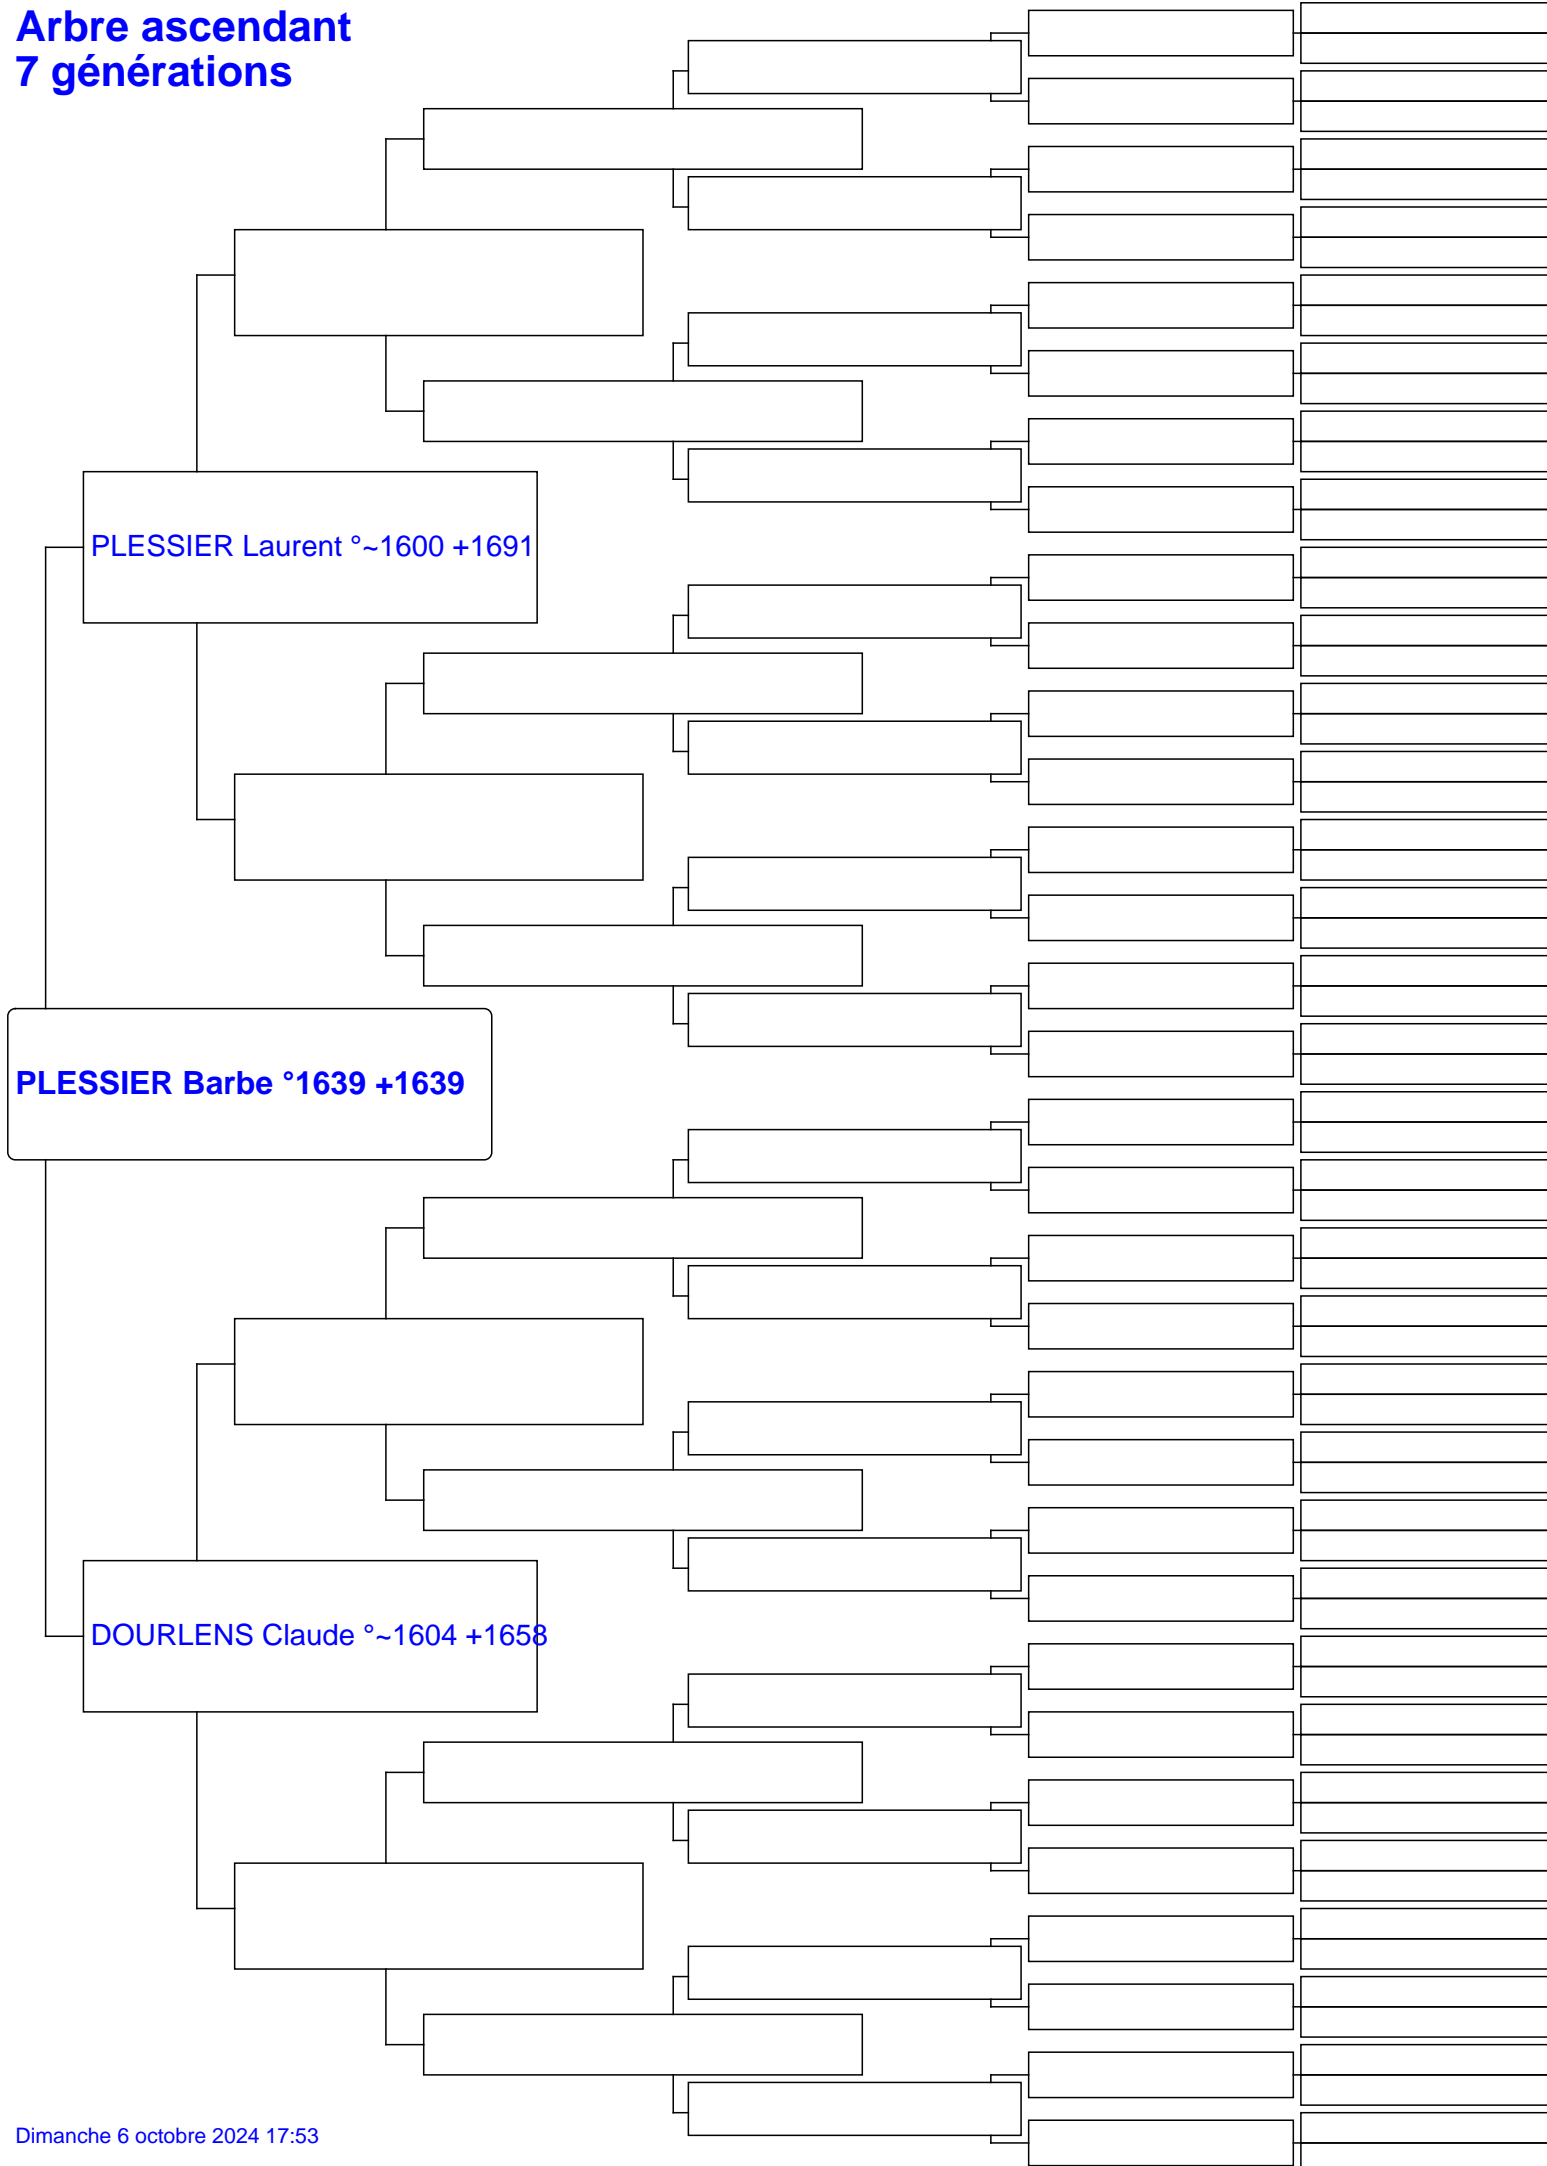 Arbre ascendant
7 générations
PLESSIER Laurent °~1600 +1691
PLESSIER Barbe °1639 +1639
DOURLENS Claude °~1604 +1658
Dimanche 6 octobre 2024 17:53